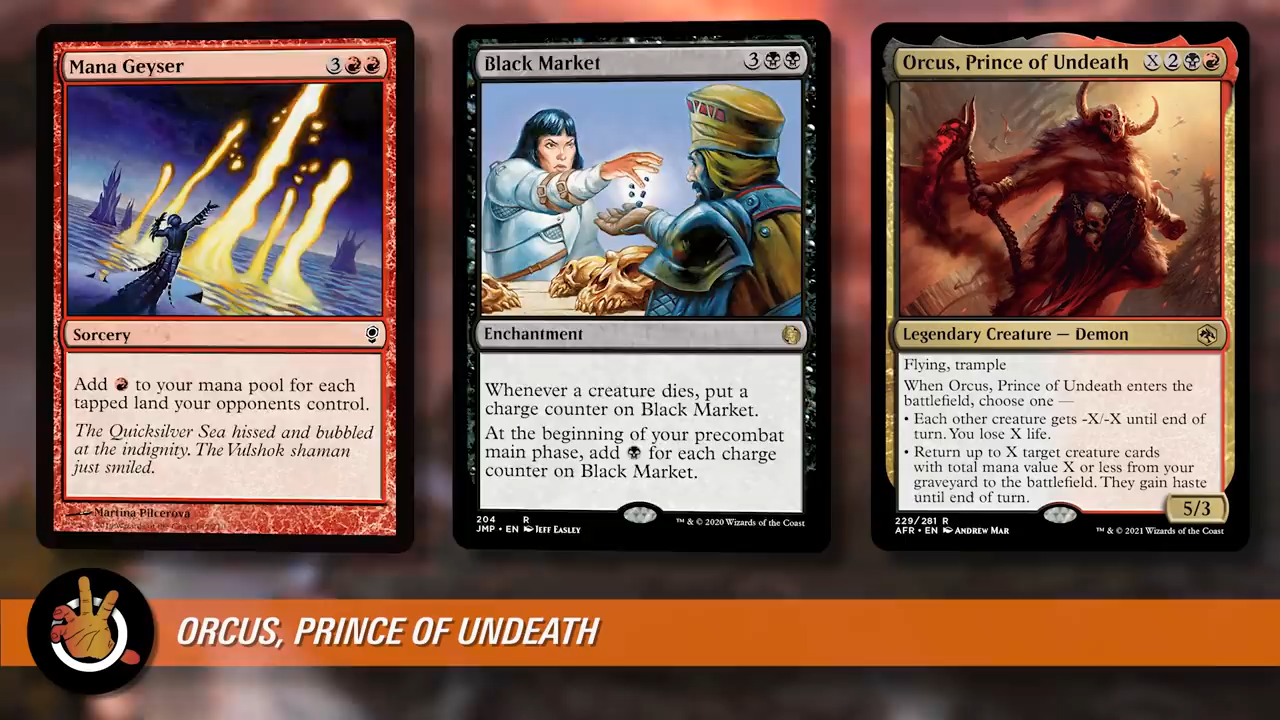 Mana Geyser 3
Sorcery
Add to your mana pool for each
tapped land your opponents control.
The Quicksilver Sea hissed and bubbled
at the indignity. The Vulshok shaman
just smiled.
Martina Pilcerova
Black Market 3
Enchantment
Whenever a creature dies, put a
charge counter on Black Market.
At the beginning of your precombat
main phase, add for each charge
counter on Black Market.
204 R
JMP • EN Jeff Easley
™ & © 2020 Wizards of the Coast
Orcus, Prince of Undeath X 2
Legendary Creature — Demon
Flying, trample
When Orcus, Prince of Undeath enters the
battlefield, choose one —
• Each other creature gets -X/-X until end of
turn. You lose X life.
• Return up to X target creature cards
with total mana value X or less from your
graveyard to the battlefield. They gain haste
until end of turn.
5/3
229/281 R
AFR • EN Andrew Mar
™ & © 2021 Wizards of the Coast
ORCUS, PRINCE OF UNDEATH